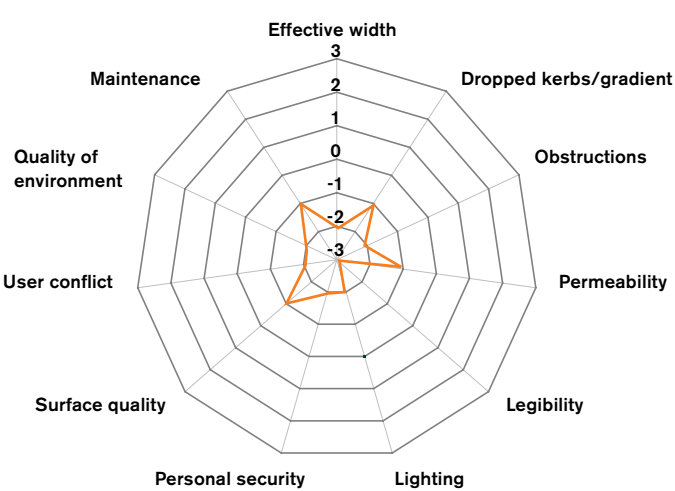 Effective width
3
Maintenance
Dropped kerbs/gradient
2
1
0
Quality of
environment
Obstructions
-1
-2
-3
User conflict
Permeability
Surface quality
Legibility
Personal security
Lighting